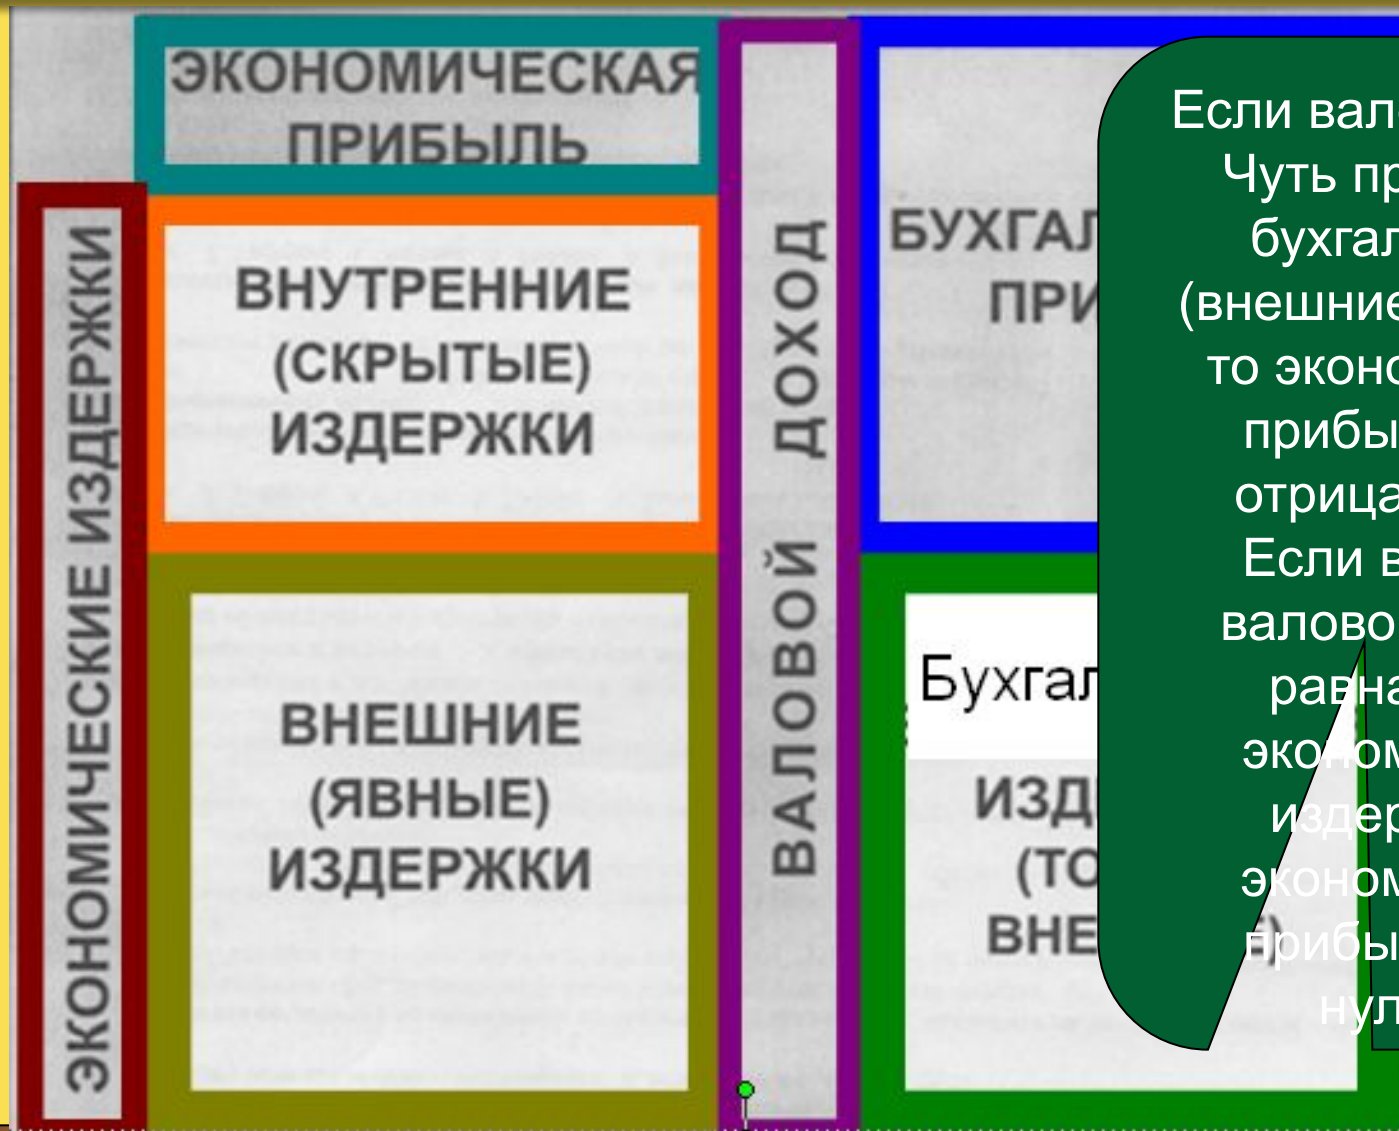 ЭКОНОМИЧЕСКАЯ
ПРИБЫЛЬ
ЭКОНОМИЧЕСКИЕ ИЗДЕРЖКИ
ВНУТРЕННИЕ
(СКРЫТЫЕ)
ИЗДЕРЖКИ
ВНЕШНИЕ
(ЯВНЫЕ)
ИЗДЕРЖКИ
ВАЛОВОЙ ДОХОД
БУХГАЛ
ПРИ
Бухгал
ИЗД
(ТО
ВНЕ
Если вал
Чуть пр
бухгал
(внешние
то эконо
прибы
отрица
Если в
валово
равна
эконом
издер
эконом
прибы
нул